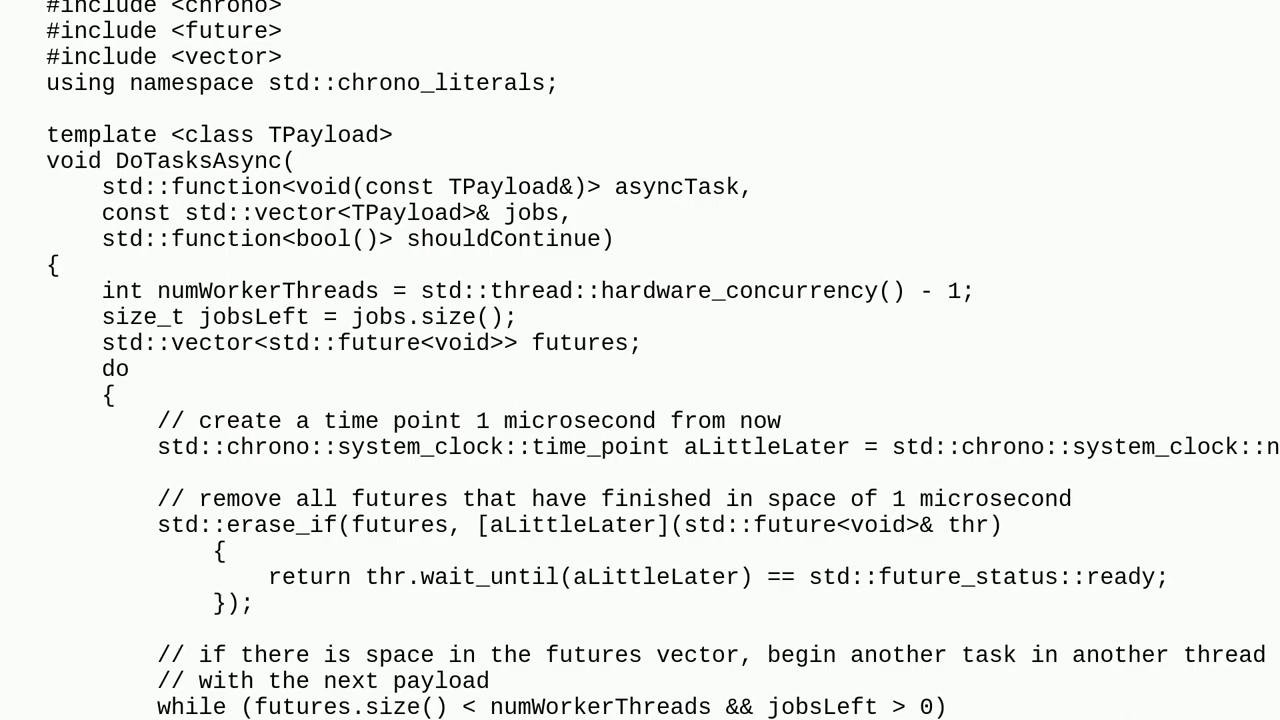 #include <chrono>
#include <future>
#include <vector>
using namespace std::chrono_literals;
template <class TPayload>
void DoTasksAsync(
std::function<void(const TPayload&)> asyncTask,
const std::vector<TPayload>& jobs,
std::function<bool()> shouldContinue)
{
int numWorkerThreads = std::thread::hardware_concurrency() - 1;
size_t jobsLeft = jobs.size();
std::vector<std::future<void>> futures;
do
{
// create a time point 1 microsecond from now
std::chrono::system_clock::time_point aLittleLater = std::chrono::system_clock::n
// remove all futures that have finished in space of 1 microsecond
std::erase_if(futures, [aLittleLater](std::future<void>& thr)
{
return thr.wait_until(aLittleLater) == std::future_status::ready;
});
// if there is space in the futures vector, begin another task in another thread
// with the next payload
while (futures.size() < numWorkerThreads && jobsLeft > 0)